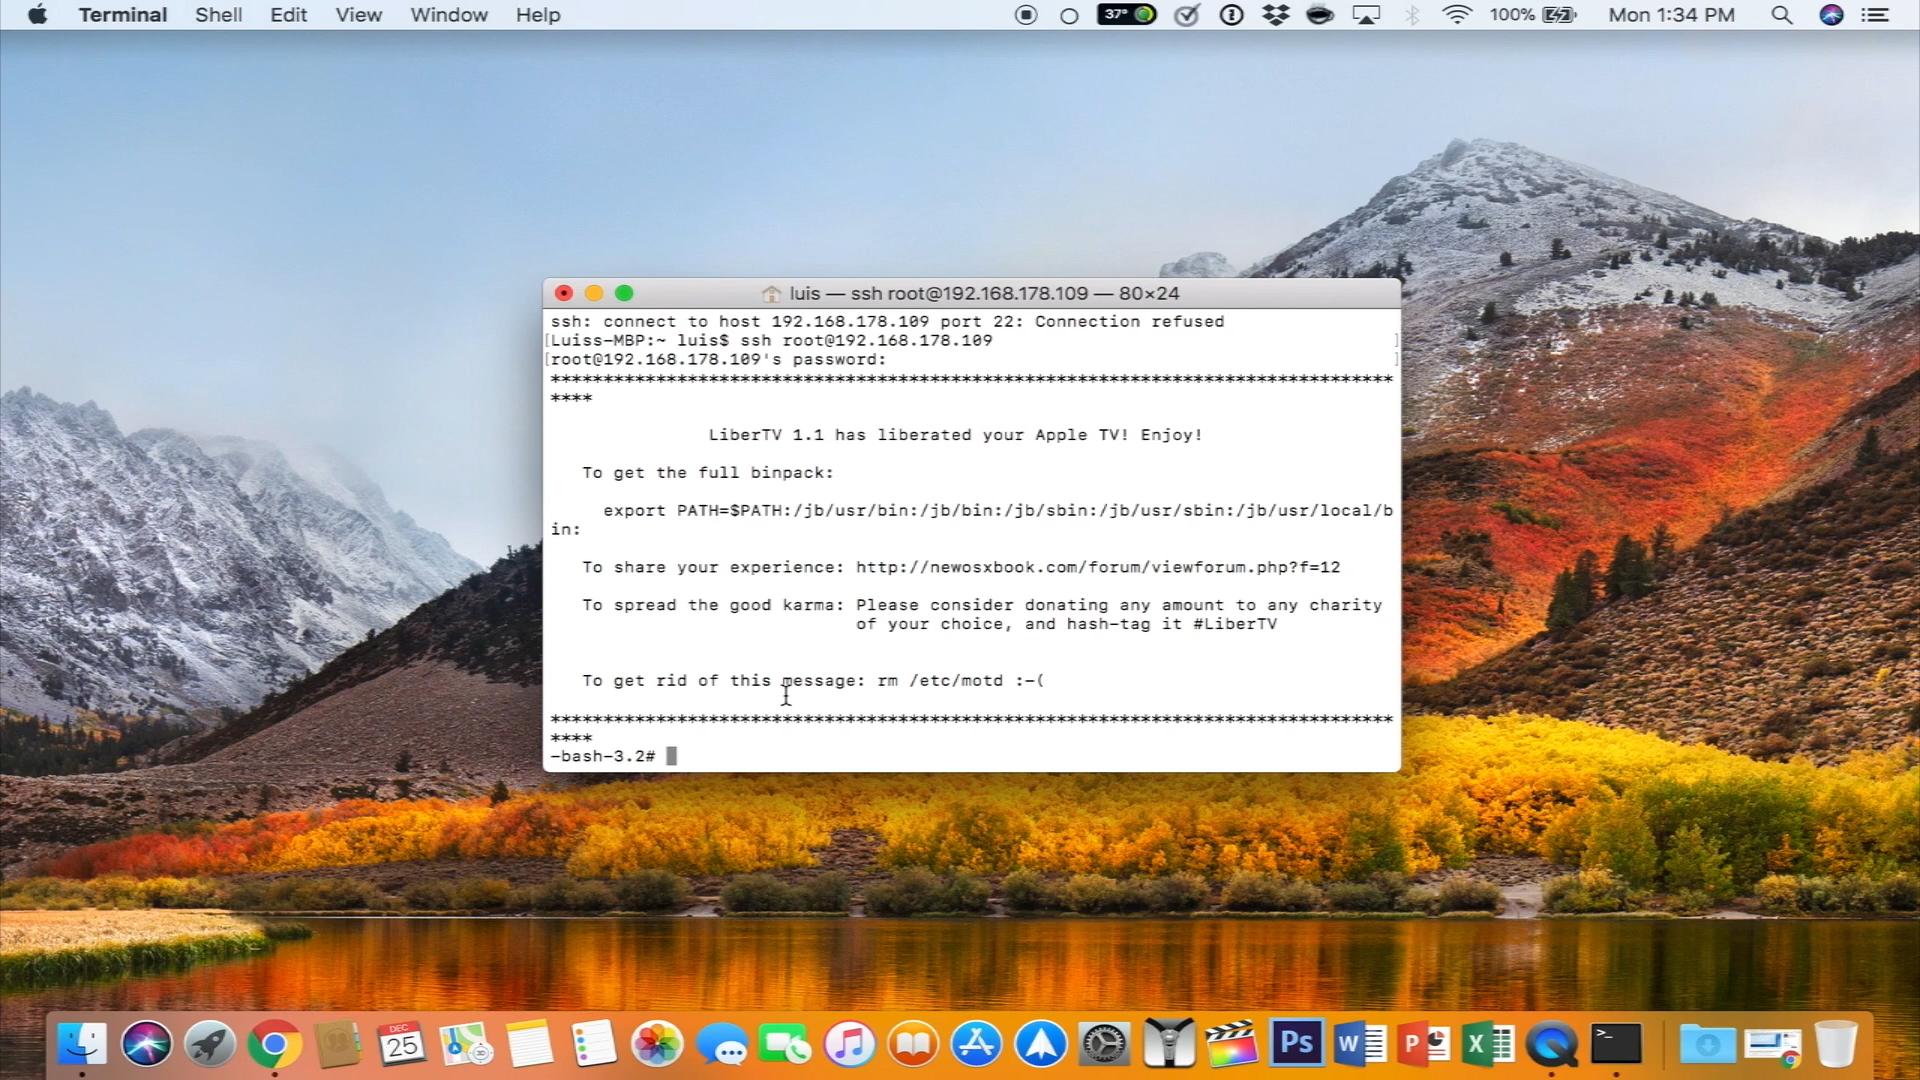 Terminal Shell Edit View Window Help 37° 100% Mon 1:34 PM
luis — ssh root@192.168.178.109 — 80×24
ssh: connect to host 192.168.178.109 port 22: Connection refused
[Luiss-MBP:~ luis$ ssh root@192.168.178.109 ]
[root@192.168.178.109's password: ]
********************************************************************************
****
LiberTV 1.1 has liberated your Apple TV! Enjoy!
To get the full binpack:
export PATH=$PATH:/jb/usr/bin:/jb/bin:/jb/sbin:/jb/usr/sbin:/jb/usr/local/b
in:
To share your experience: http://newosxbook.com/forum/viewforum.php?f=12
To spread the good karma: Please consider donating any amount to any charity
of your choice, and hash-tag it #LiberTV
To get rid of this message: rm /etc/motd :-(
********************************************************************************
****
-bash-3.2#
DEC
25
3D
Ps W P X >_